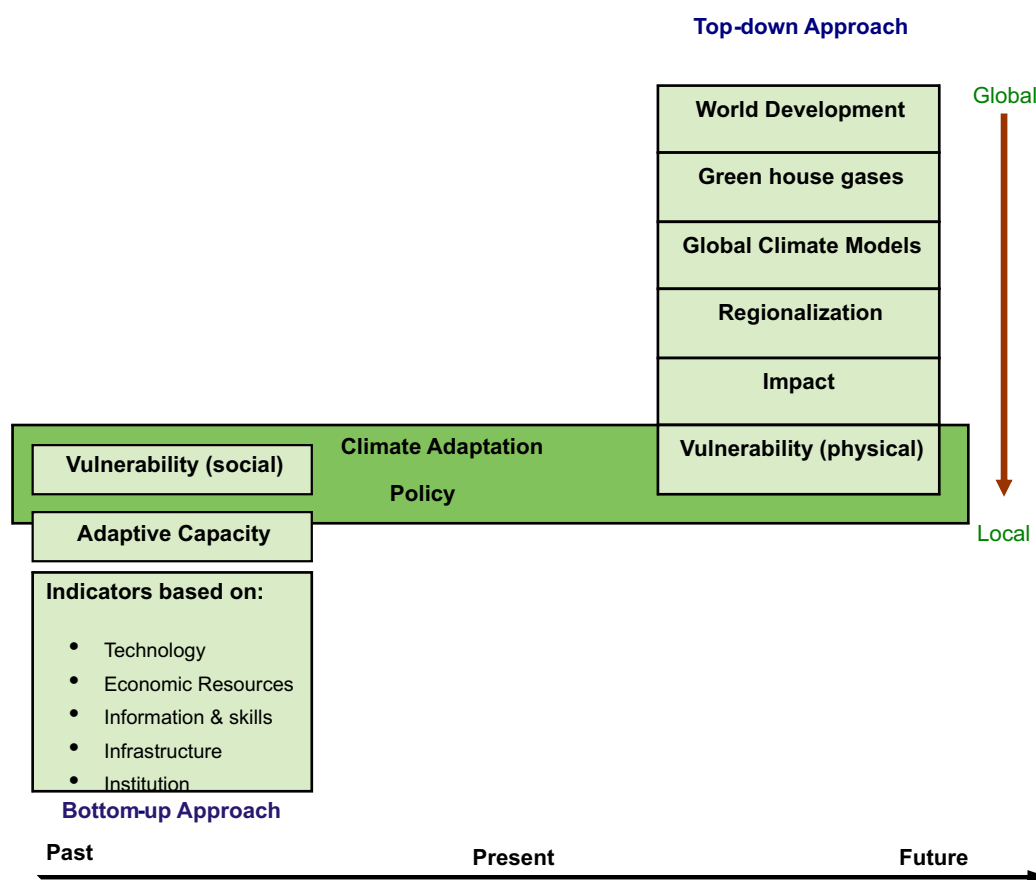 Top-down Approach
Global
World Development
Green house gases
Global Climate Models
Regionalization
Impact
Vulnerability (physical)
Local
Climate Adaptation
Policy
Vulnerability (social)
Adaptive Capacity
Indicators based on:
• Technology
• Economic Resources
• Information & skills
• Infrastructure
• Institution
Bottom-up Approach
Past
Present
Future